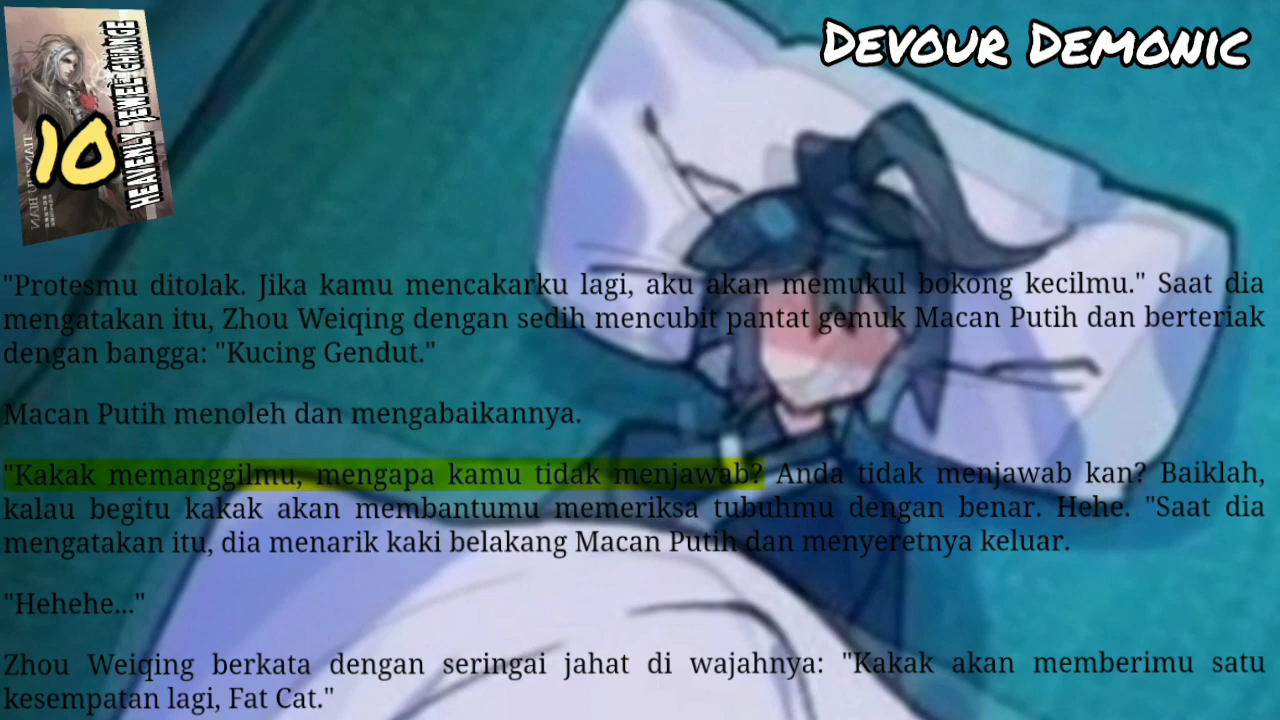 DEVOUR DEMONIC
HEAVENLY JEWEL CHANGE
10
"Protesmu ditolak. Jika kamu mencakarku lagi, aku akan memukul bokong kecilmu." Saat dia
mengatakan itu, Zhou Weiqing dengan sedih mencubit pantat gemuk Macan Putih dan berteriak
dengan bangga: "Kucing Gendut."
Macan Putih menoleh dan mengabaikannya.
"Kakak memanggilmu, mengapa kamu tidak menjawab? Anda tidak menjawab kan? Baiklah,
kalau begitu kakak akan membantumu memeriksa tubuhmu dengan benar. Hehe. "Saat dia
mengatakan itu, dia menarik kaki belakang Macan Putih dan menyeretnya keluar.
"Hehehe..."
Zhou Weiqing berkata dengan seringai jahat di wajahnya: "Kakak akan memberimu satu
kesempatan lagi, Fat Cat."